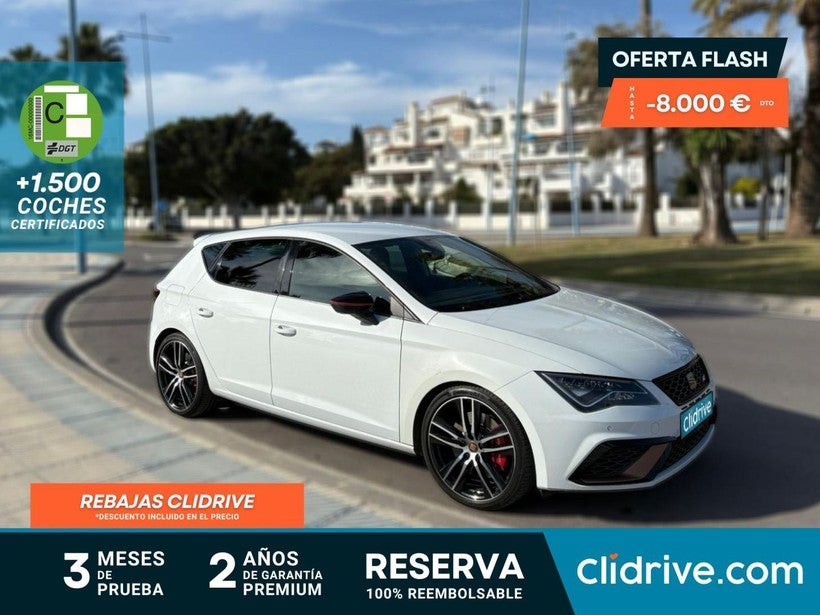 OFERTA FLASH
HASTA
-8.000 €
DTO
C
DGT
+1.500
COCHES
CERTIFICADOS
clidrive
REBAJAS CLIDRIVE
*DESCUENTO INCLUIDO EN EL PRECIO
3 MESES
DE
PRUEBA
2 AÑOS
DE GARANTÍA
PREMIUM
RESERVA
100% REEMBOLSABLE
Clidrive.com